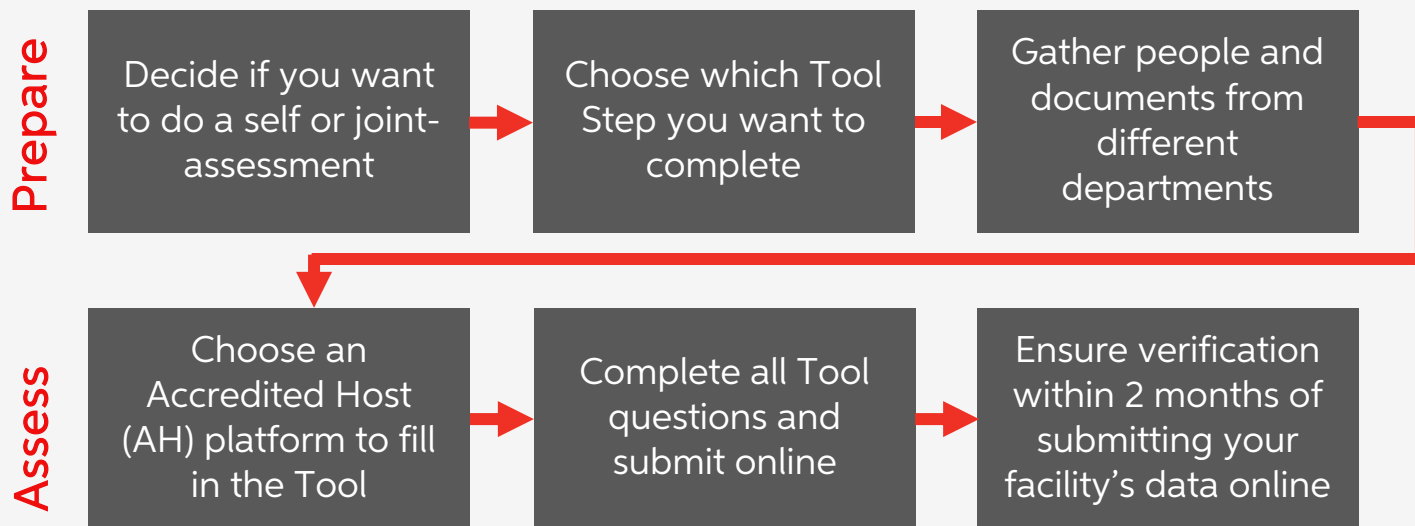 Prepare
Decide if you want
to do a self or joint-
assessment
Choose which Tool
Step you want to
complete
Gather people and
documents from
different
departments
Assess
Choose an
Accredited Host
(AH) platform to fill
in the Tool
Complete all Tool
questions and
submit online
Ensure verification
within 2 months of
submitting your
facility's data online